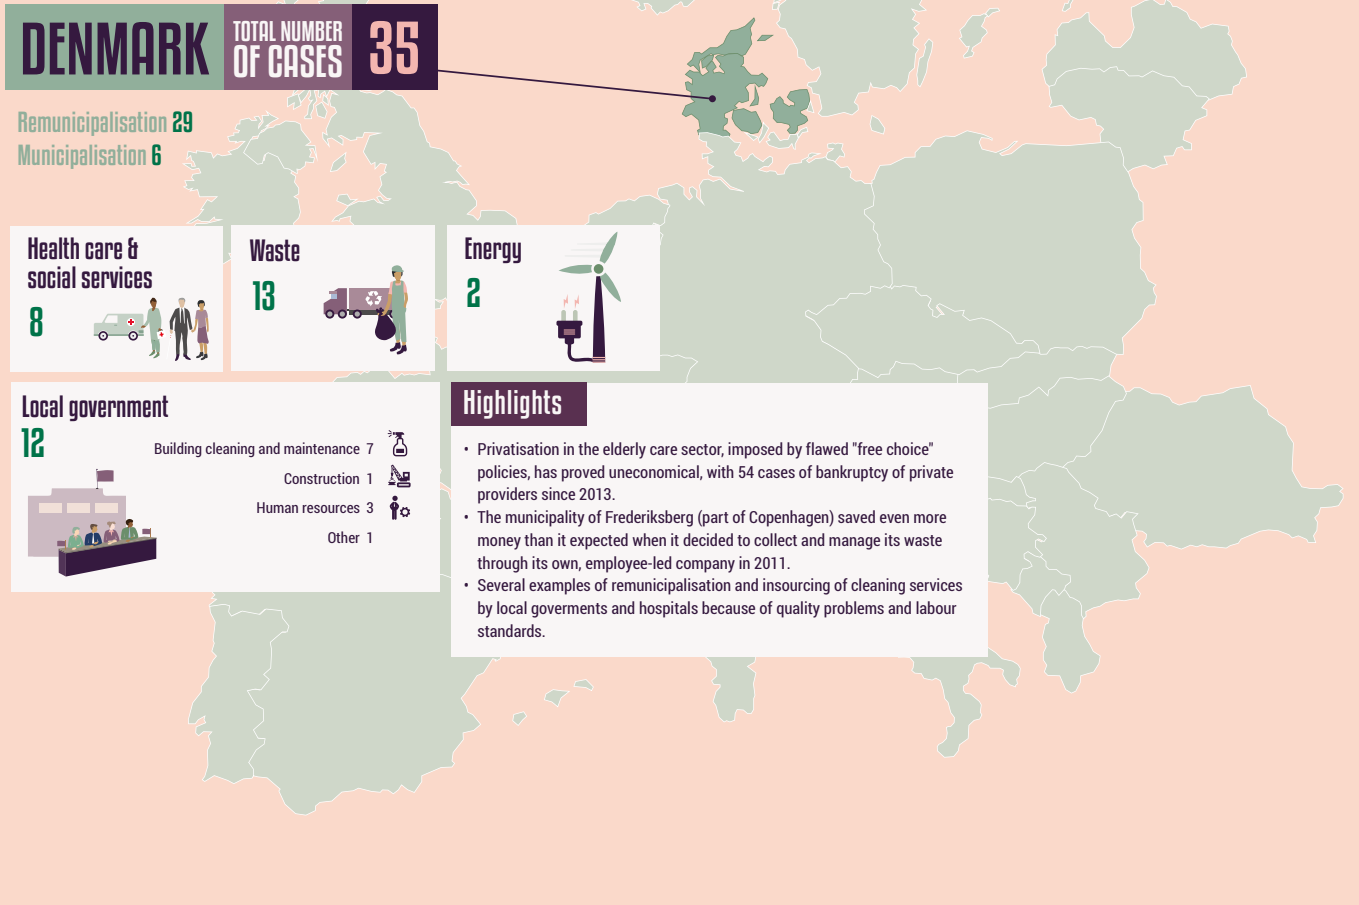 DENMARK
TOTAL NUMBER
OF CASES
35
Remunicipalisation 29
Municipalisation 6
Health care &
social services
8
Waste
13
Energy
2
Local government
12
Building cleaning and maintenance 7
Construction 1
Human resources 3
Other 1
Highlights
• Privatisation in the elderly care sector, imposed by flawed "free choice"
policies, has proved uneconomical, with 54 cases of bankruptcy of private
providers since 2013.
• The municipality of Frederiksberg (part of Copenhagen) saved even more
money than it expected when it decided to collect and manage its waste
through its own, employee-led company in 2011.
• Several examples of remunicipalisation and insourcing of cleaning services
by local goverments and hospitals because of quality problems and labour
standards.